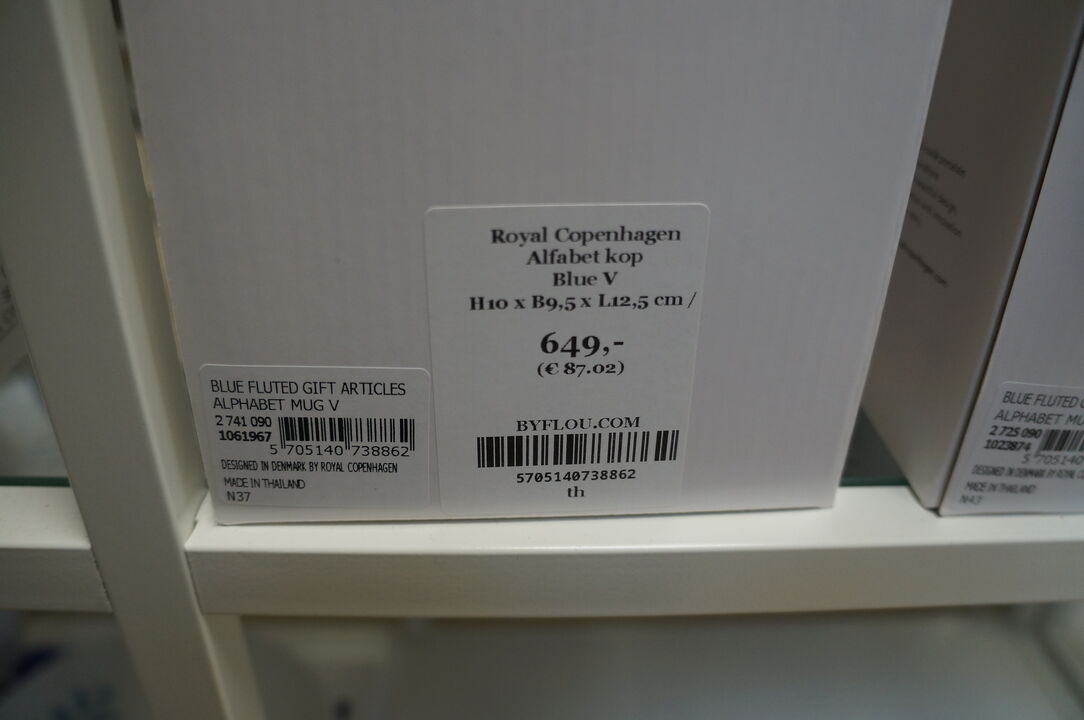 Royal Copenhagen
Alfabet kop
Blue V
H10 x B9,5 x L12,5 cm /
649,-
(€ 87.02)
BYFLOU.COM
5705140738862
th
BLUE FLUTED GIFT ARTICLES
ALPHABET MUG V
2 741 090
1061967
5 705140 738862
DESIGNED IN DENMARK BY ROYAL COPENHAGEN
MADE IN THAILAND
N37
BLUE FLUTED
ALPHABET
2 725 090
1023874
5 70514
DESIGNED IN DENMARK BY ROYAL
MADE IN THAILAND
N43